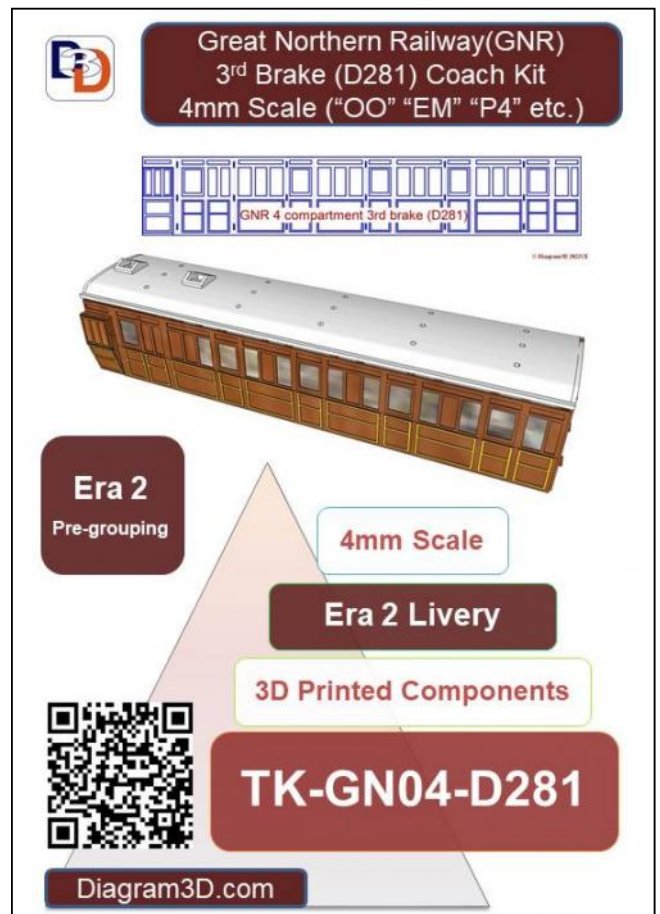 D3D
Great Northern Railway(GNR)
3rd Brake (D281) Coach Kit
4mm Scale (“OO” “EM” “P4” etc.)
GNR 4 compartment 3rd brake (D281)
Era 2
Pre-grouping
4mm Scale
Era 2 Livery
3D Printed Components
TK-GN04-D281
Diagram3D.com